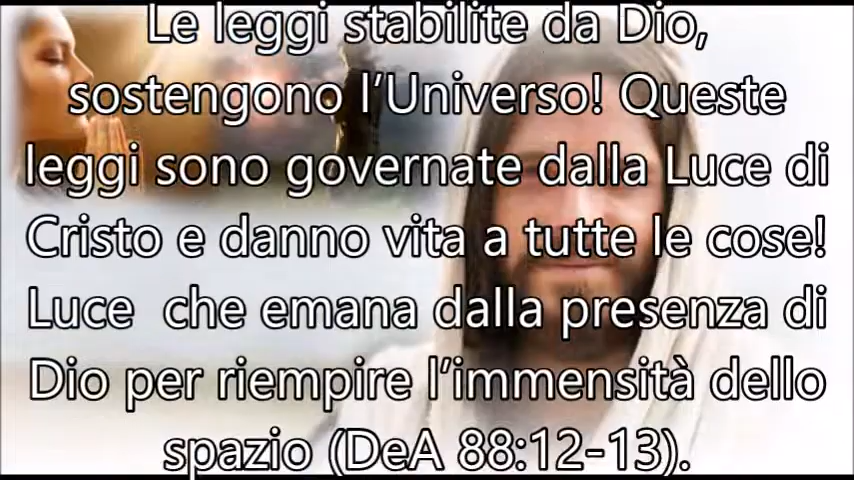 Le leggi stabilite da Dio,
sostengono l’Universo! Queste
leggi sono governate dalla Luce di
Cristo e danno vita a tutte le cose!
Luce  che emana dalla presenza di
Dio per riempire l’immensità dello
spazio (DeA 88:12-13).